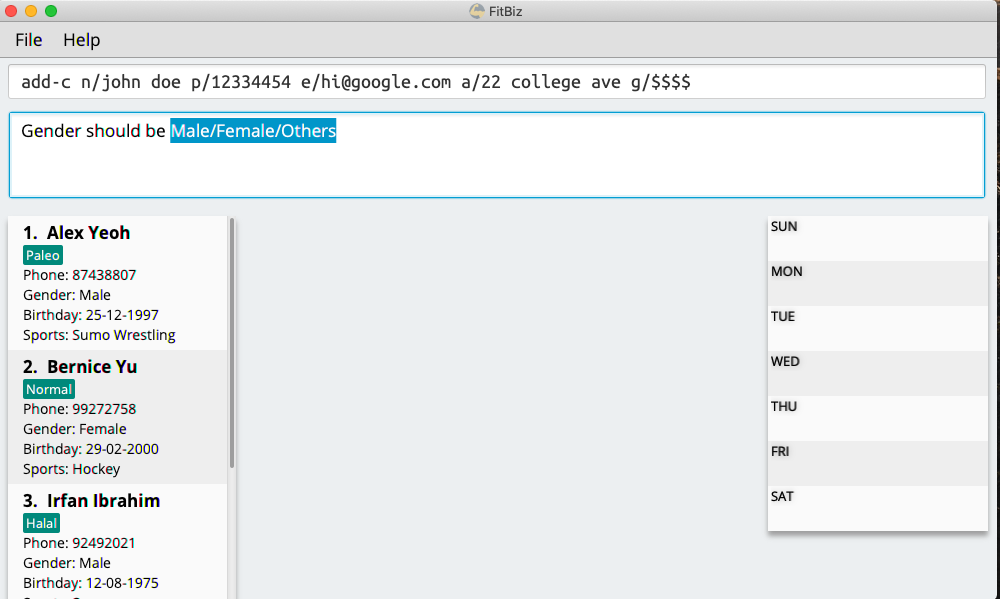 FitBiz
File Help
add-c n/john doe p/12334454 e/hi@google.com a/22 college ave g/$$$$
Gender should be Male/Female/Others
1. Alex Yeoh
Paleo
Phone: 87438807
Gender: Male
Birthday: 25-12-1997
Sports: Sumo Wrestling
2. Bernice Yu
Normal
Phone: 99272758
Gender: Female
Birthday: 29-02-2000
Sports: Hockey
3. Irfan Ibrahim
Halal
Phone: 92492021
Gender: Male
Birthday: 12-08-1975
SUN
MON
TUE
WED
THU
FRI
SAT